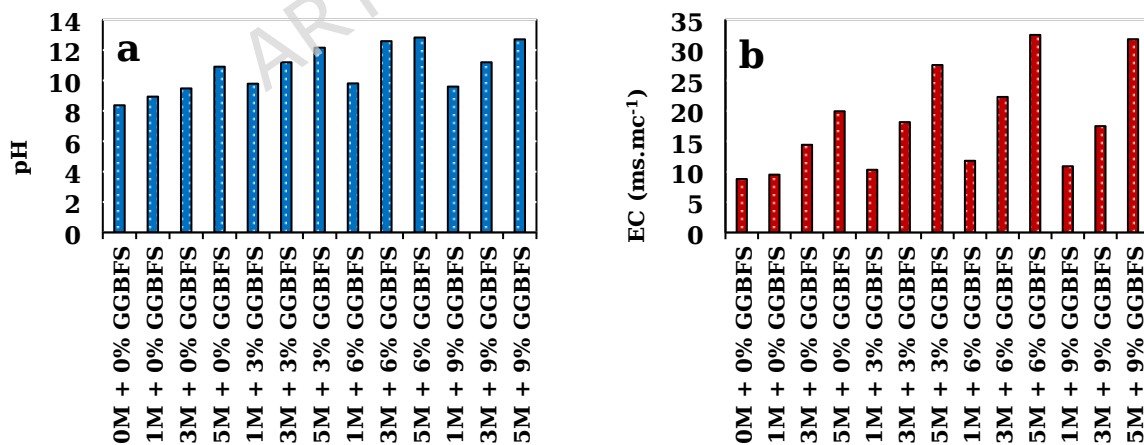 ART
a
pH
14
12
10
8
6
4
2
0
0M + 0% GGBFS
1M + 0% GGBFS
3M + 0% GGBFS
5M + 0% GGBFS
1M + 3% GGBFS
3M + 3% GGBFS
5M + 3% GGBFS
1M + 6% GGBFS
3M + 6% GGBFS
5M + 6% GGBFS
1M + 9% GGBFS
3M + 9% GGBFS
5M + 9% GGBFS
b
EC (ms.mc-1)
35
30
25
20
15
10
5
0
0M + 0% GGBFS
1M + 0% GGBFS
3M + 0% GGBFS
5M + 0% GGBFS
1M + 3% GGBFS
3M + 3% GGBFS
5M + 3% GGBFS
1M + 6% GGBFS
3M + 6% GGBFS
5M + 6% GGBFS
1M + 9% GGBFS
3M + 9% GGBFS
5M + 9% GGBFS